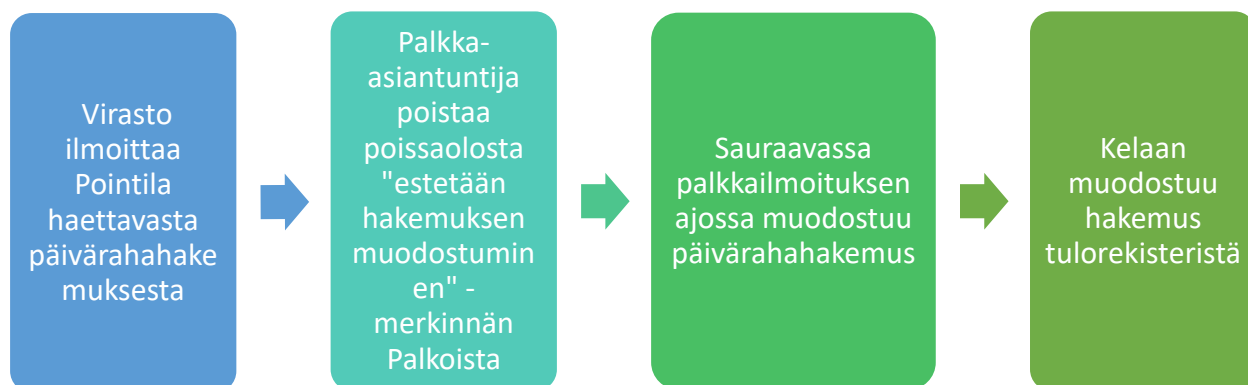 Virasto
ilmoittaa
Pointila
haettavasta
päivärahahake
muksesta
Palkka-
asiantuntija
poistaa
poissaolosta
"estetään
hakemuksen
muodostumin
en" -
merkinnän
Palkoista
Sauraavassa
palkkailmoituksen
ajossa muodostuu
päivärahahakemus
Kelaan
muodostuu
hakemus
tulorekisteristä